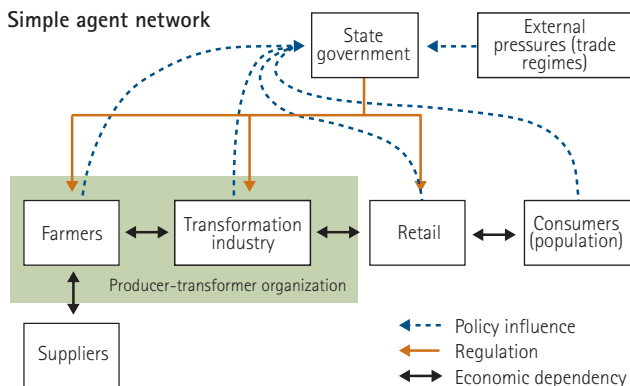 Simple agent network
State
government
External
pressures (trade
regimes)
Farmers
Transformation
industry
Retail
Consumers
(population)
Producer-transformer organization
Suppliers
Policy influence
Regulation
Economic dependency